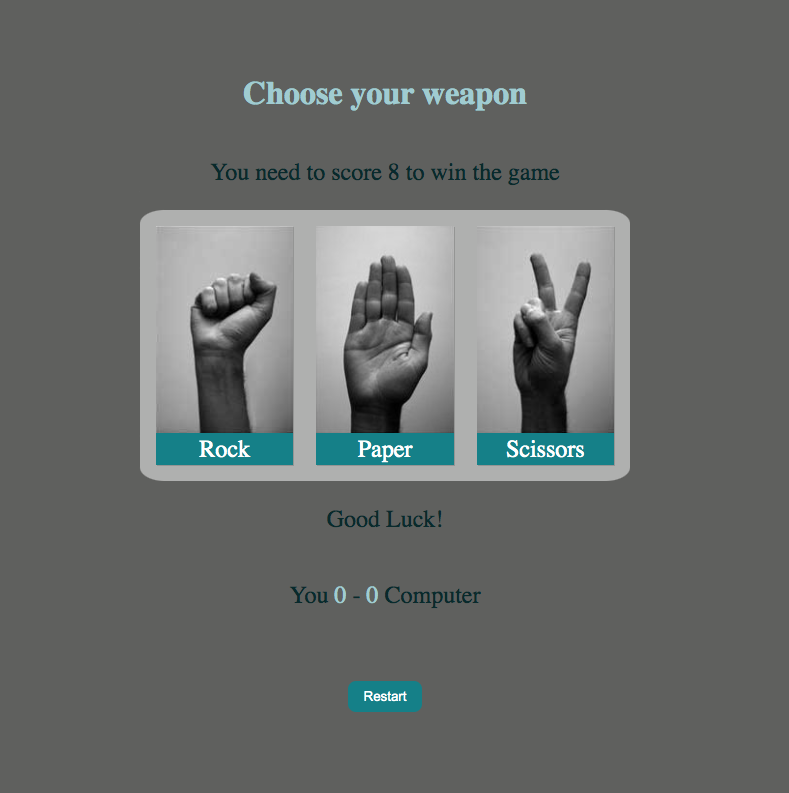 Choose your weapon
You need to score 8 to win the game
Rock Paper Scissors
Good Luck!
You 0 - 0 Computer
Restart